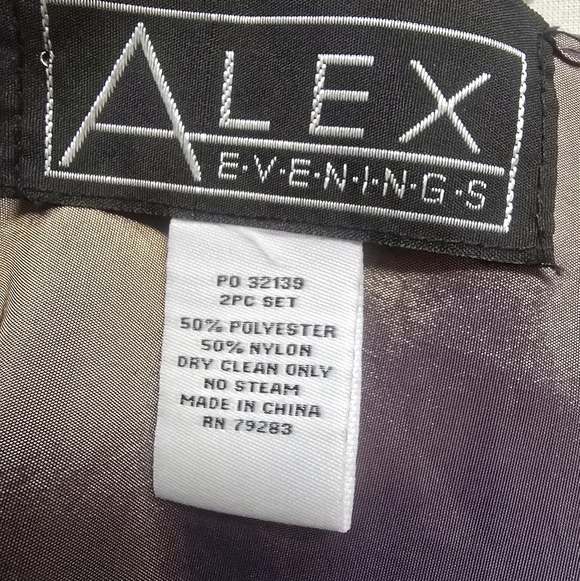 ALEX
E·V·E·N·I·N·G·S
PO 32139
2PC SET
50% POLYESTER
50% NYLON
DRY CLEAN ONLY
NO STEAM
MADE IN CHINA
RN 79283